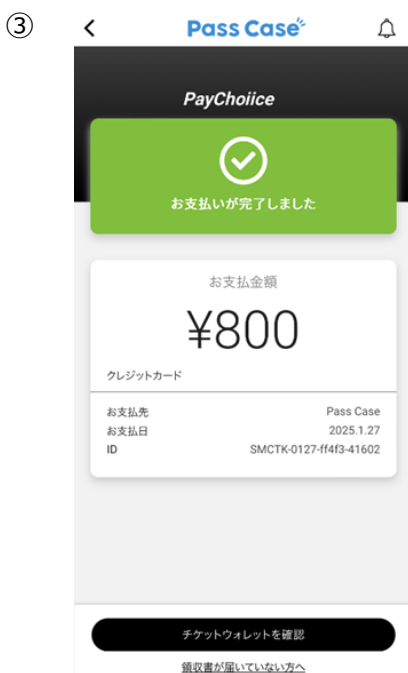 ③
Pass Case
PayChoiice
お支払いが完了しました
お支払金額
¥800
クレジットカード
お支払先 Pass Case
お支払日 2025.1.27
ID SMCTK-0127-ff4f3-41602
チケットウォレットを確認
領収書が届いていない方へ